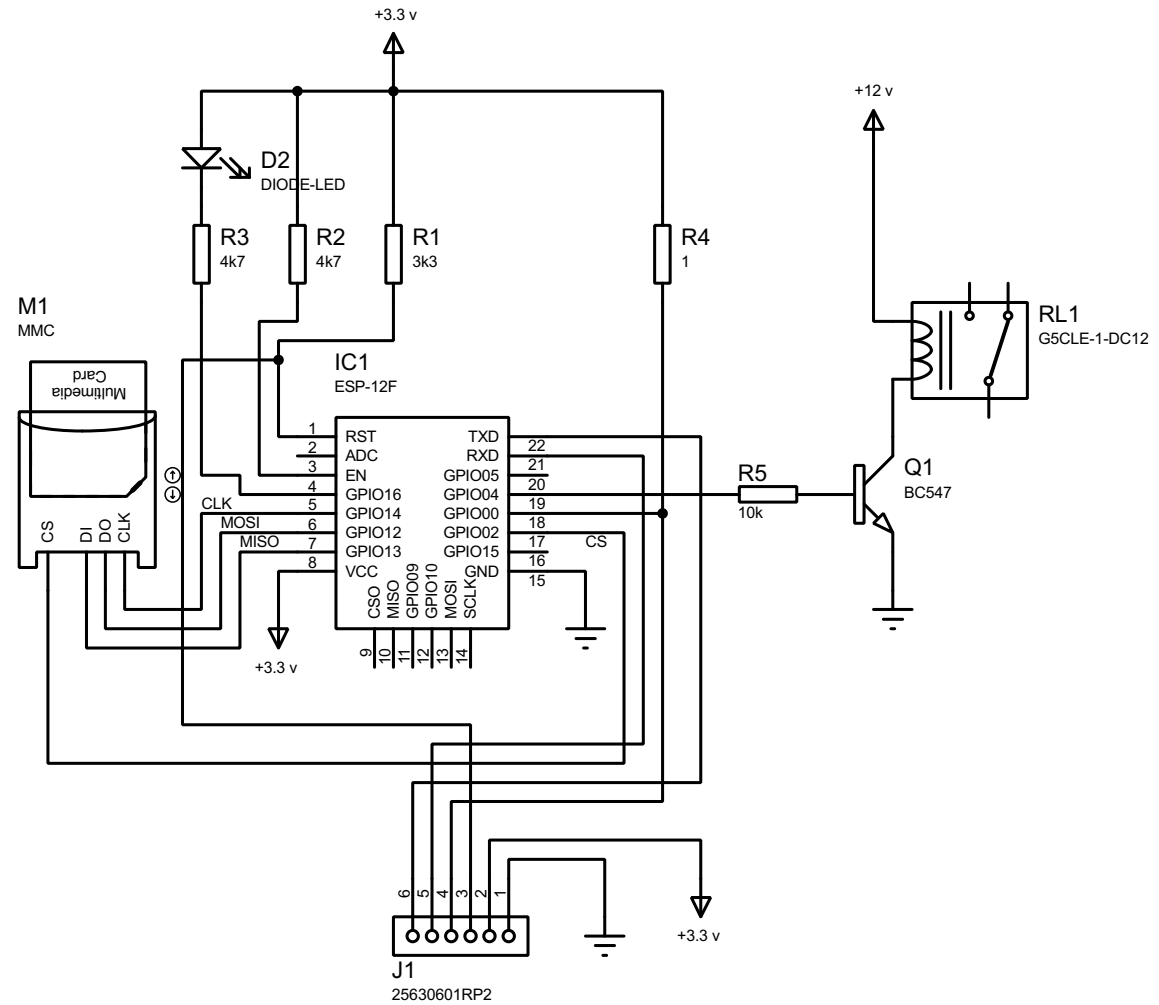 +3.3 v
+12 v
D2
DIODE-LED
R3
4k7
R2
4k7
R1
3k3
R4
1
M1
MMC
Multimedia
Card
CS
DI
DO
CLK
RL1
G5CLE-1-DC12
IC1
ESP-12F
1 RST
2 ADC
3 EN
4 GPIO16
5 GPIO14
6 GPIO12
7 GPIO13
8 VCC
CLK
MOSI
MISO
+3.3 v
9 CSO
10 MISO
11 GPIO09
12 GPIO10
13 MOSI
14 SCLK
TXD 22
RXD 21
GPIO05 20
GPIO04 19
GPIO00 18
GPIO02 17
GPIO15 16
GND 15
CS
R5
10k
Q1
BC547
6
5
4
3
2
1
+3.3 v
J1
25630601RP2